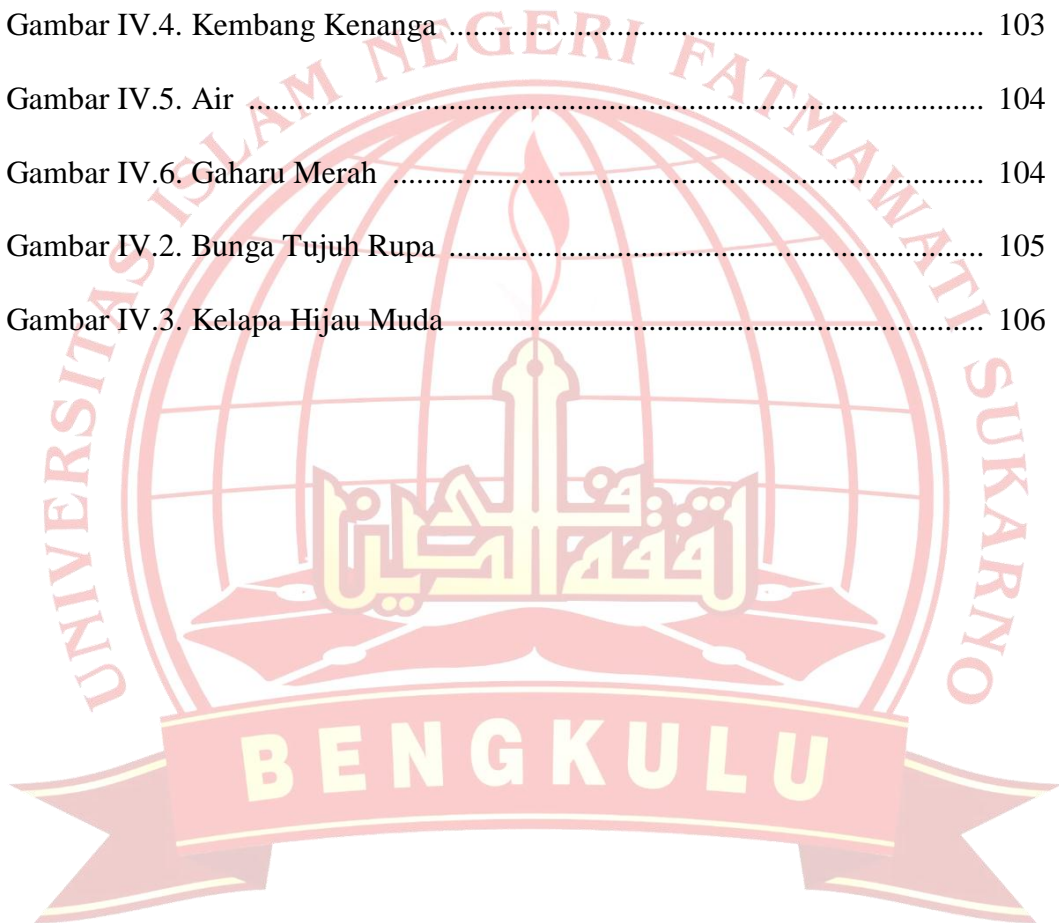 Gambar IV.4. Kembang Kenanga ........................................................................ 103
Gambar IV.5. Air .................................................................................................. 104
Gambar IV.6. Gaharu Merah ............................................................................... 104
Gambar IV.2. Bunga Tujuh Rupa ........................................................................ 105
Gambar IV.3. Kelapa Hijau Muda ....................................................................... 106
UNIVERSITAS ISLAM NEGERI FATMAWATI SUKARNO
BENGKULU